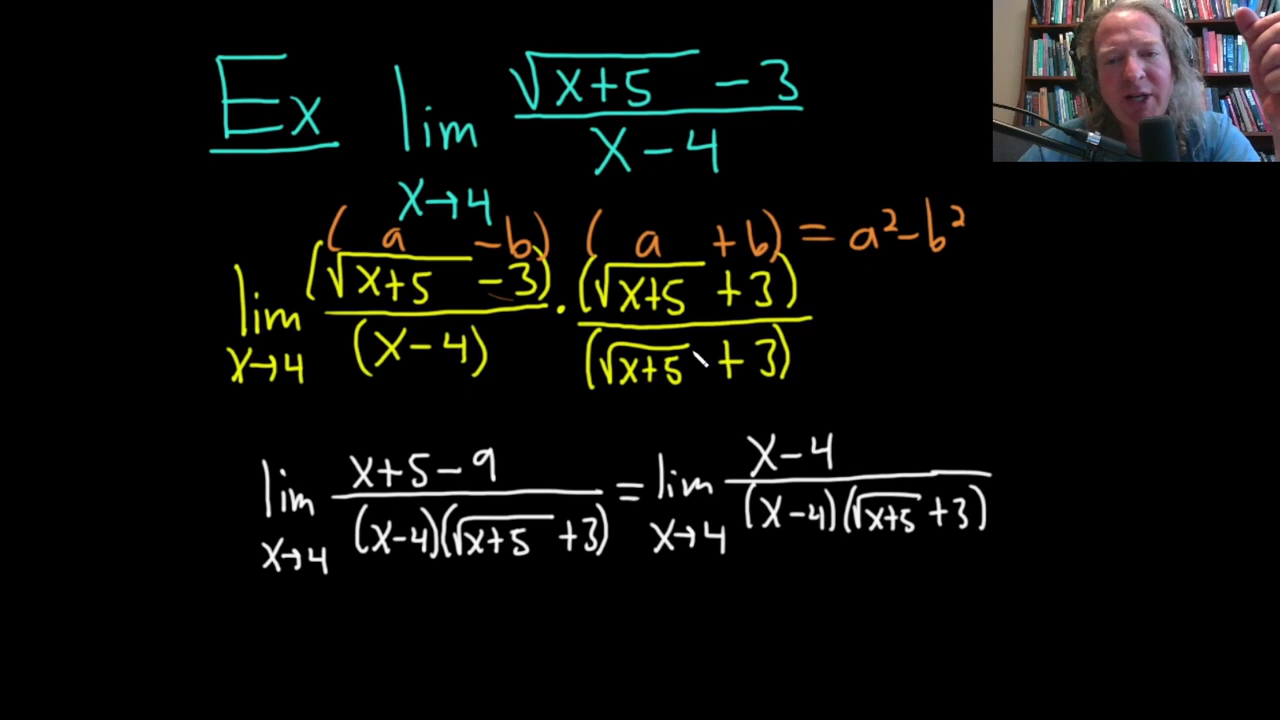 Ex lim x→4 (√(x+5) - 3)/(x-4)
(a - b) (a + b) = a² - b²
lim x→4 (√(x+5) - 3)/(x-4) · (√(x+5) + 3)/(√(x+5) + 3)
lim x→4 (x+5-9)/((x-4)(√(x+5) + 3)) = lim x→4 (x-4)/((x-4)(√(x+5) + 3))